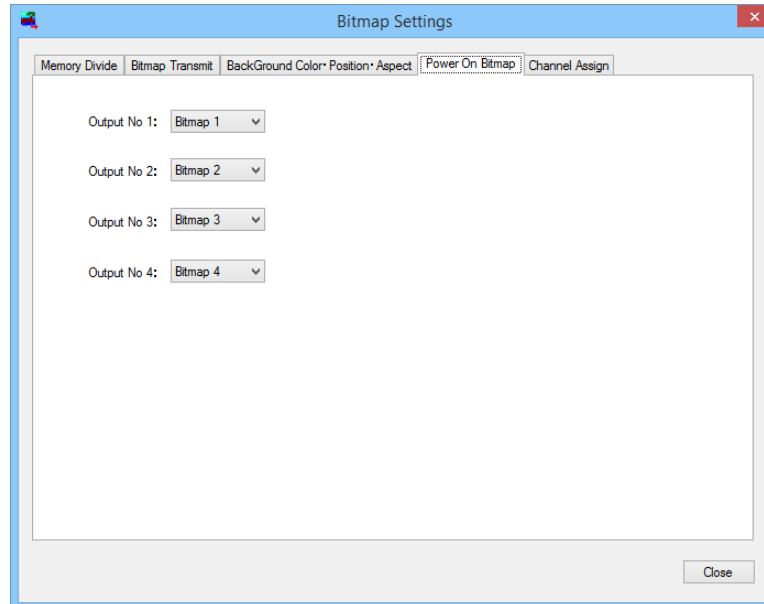 Bitmap Settings
Memory Divide Bitmap Transmit BackGround Color・Position・Aspect Power On Bitmap Channel Assign
Output No 1: Bitmap 1
Output No 2: Bitmap 2
Output No 3: Bitmap 3
Output No 4: Bitmap 4
Close